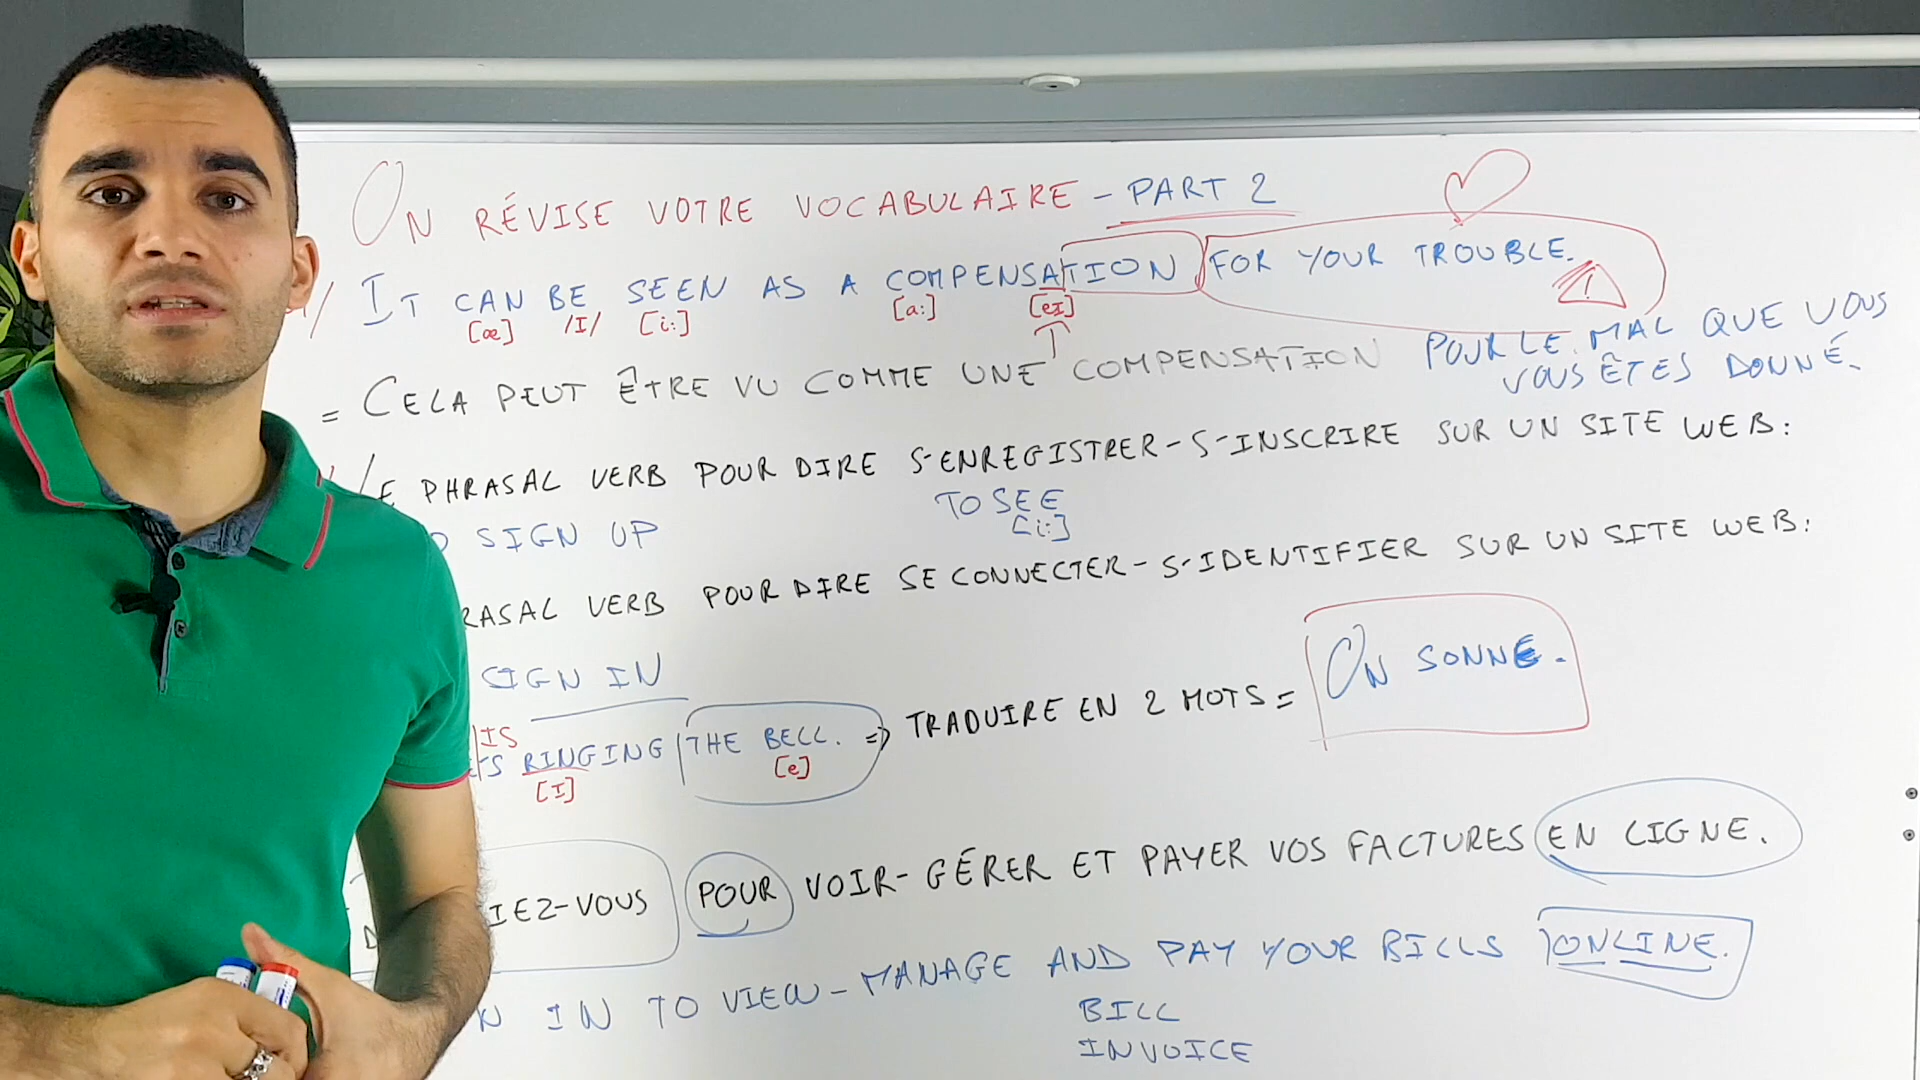 ON RÉVISE VOTRE VOCABULAIRE - PART 2
1/ IT CAN BE SEEN AS A COMPENSATION FOR YOUR TROUBLE. !
[æ] /I/ [i:] [a:] [eI]
= CELA PEUT ÊTRE VU COMME UNE COMPENSATION POUR LE MAL QUE VOUS
VOUS ÊTES DONNÉ.
LE PHRASAL VERB POUR DIRE S'ENREGISTRER - S'INSCRIRE SUR UN SITE WEB :
SIGN UP TO SEE
[i:]
VERB POUR DIRE SE CONNECTER - S'IDENTIFIER SUR UN SITE WEB :
SIGN IN
IS
RINGING THE BELL. => TRADUIRE EN 2 MOTS = ON SONNE.
[I] [e]
POUR VOIR - GÉRER ET PAYER VOS FACTURES EN LIGNE.
IN TO VIEW - MANAGE AND PAY YOUR BILLS ONLINE.
BILL
INVOICE